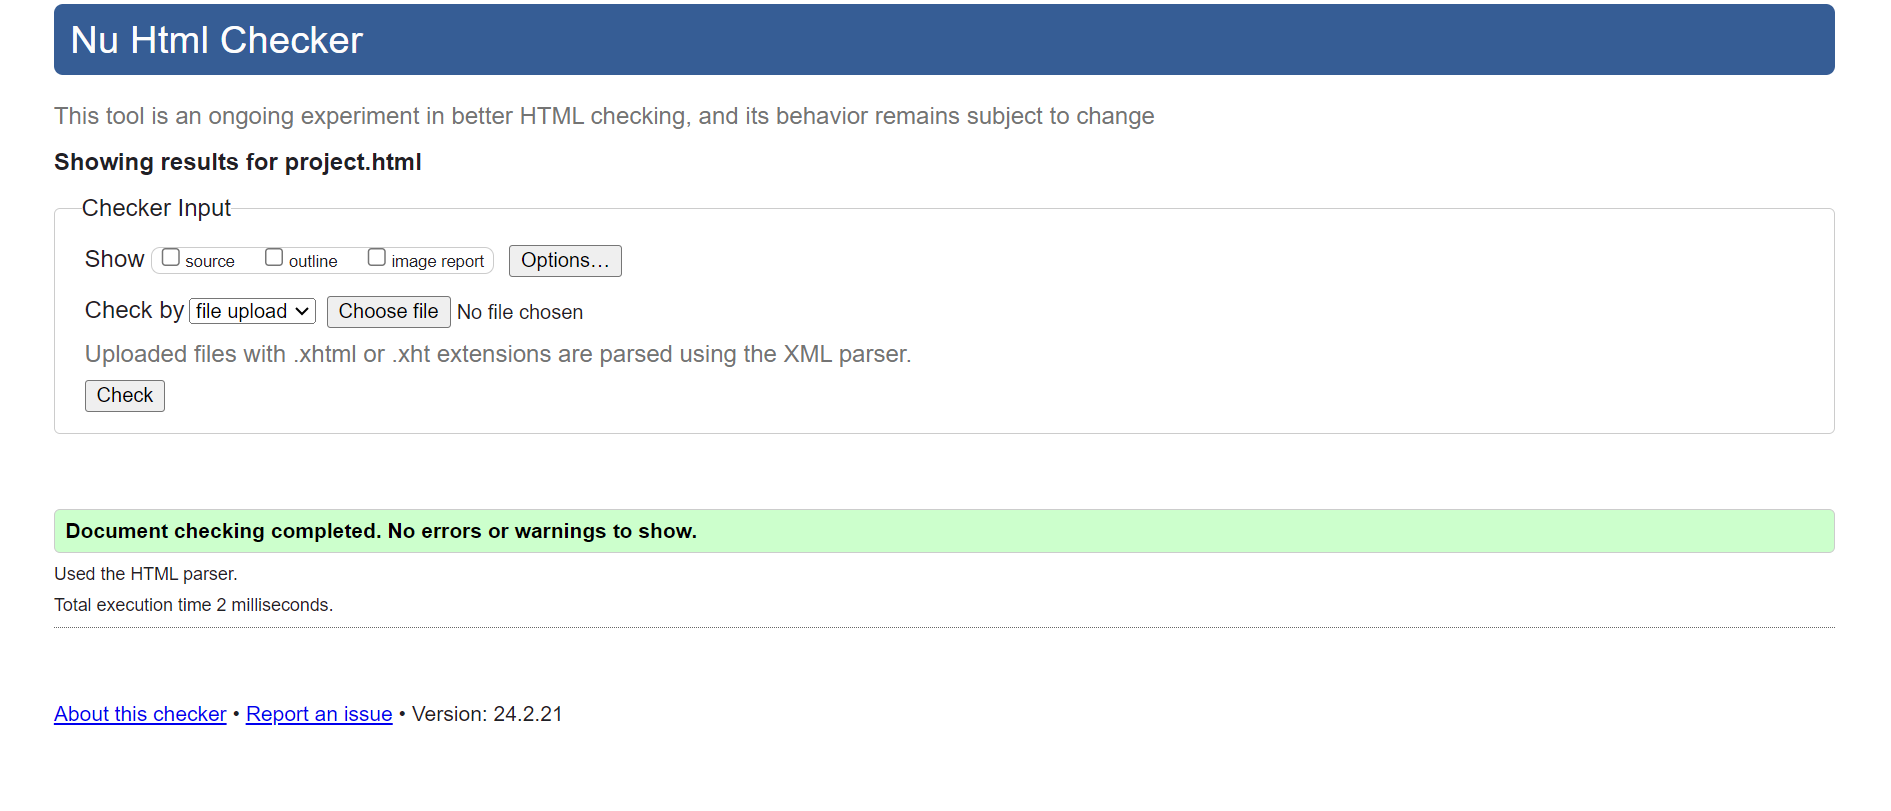 Nu Html Checker
This tool is an ongoing experiment in better HTML checking, and its behavior remains subject to change
Showing results for project.html
Checker Input
Show source outline image report Options...
Check by file upload Choose file No file chosen
Uploaded files with .xhtml or .xht extensions are parsed using the XML parser.
Check
Document checking completed. No errors or warnings to show.
Used the HTML parser.
Total execution time 2 milliseconds.
About this checker • Report an issue • Version: 24.2.21